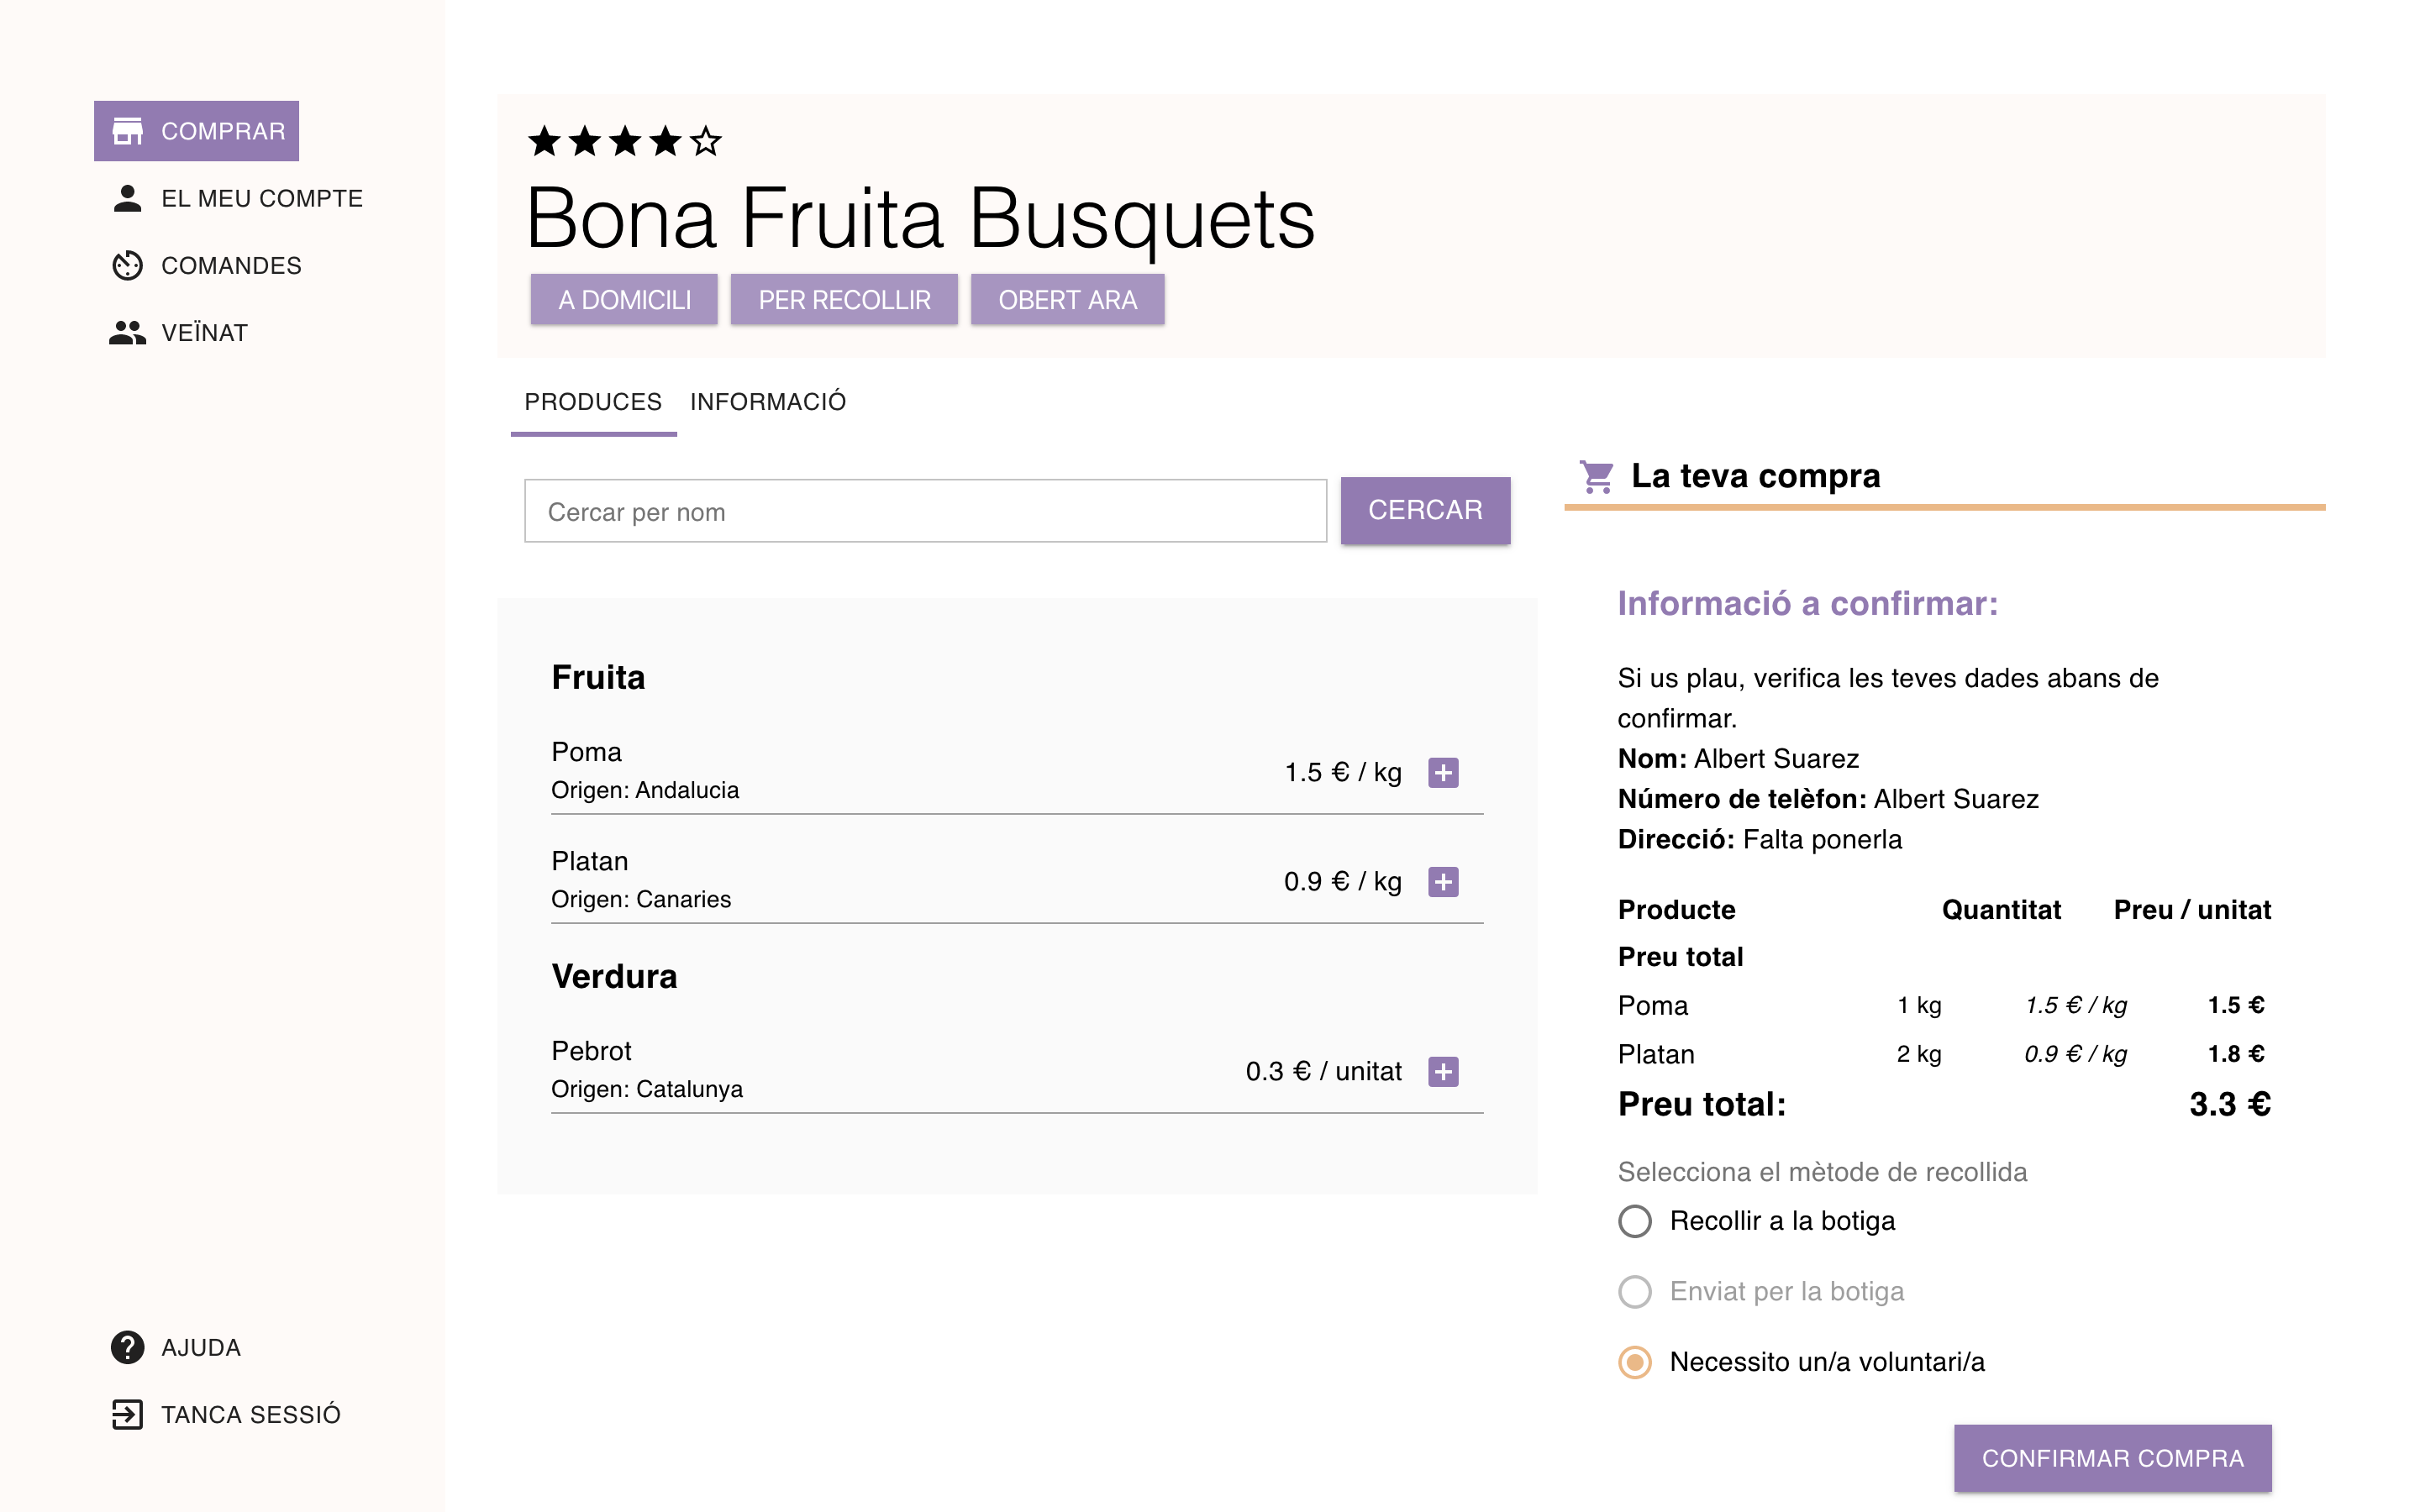 COMPRAR
EL MEU COMPTE
COMANDES
VEÏNAT
AJUDA
TANCA SESSIÓ
Bona Fruita Busquets
A DOMICILI PER RECOLLIR OBERT ARA
PRODUCES INFORMACIÓ
Cercar per nom CERCAR
Fruita
Poma
Origen: Andalucia
1.5 € / kg
Platan
Origen: Canaries
0.9 € / kg
Verdura
Pebrot
Origen: Catalunya
0.3 € / unitat
La teva compra
Informació a confirmar:
Si us plau, verifica les teves dades abans de
confirmar.
Nom: Albert Suarez
Número de telèfon: Albert Suarez
Direcció: Falta ponerla
Producte Quantitat Preu / unitat
Preu total
Poma 1 kg 1.5 € / kg 1.5 €
Platan 2 kg 0.9 € / kg 1.8 €
Preu total: 3.3 €
Selecciona el mètode de recollida
Recollir a la botiga
Enviat per la botiga
Necessito un/a voluntari/a
CONFIRMAR COMPRA